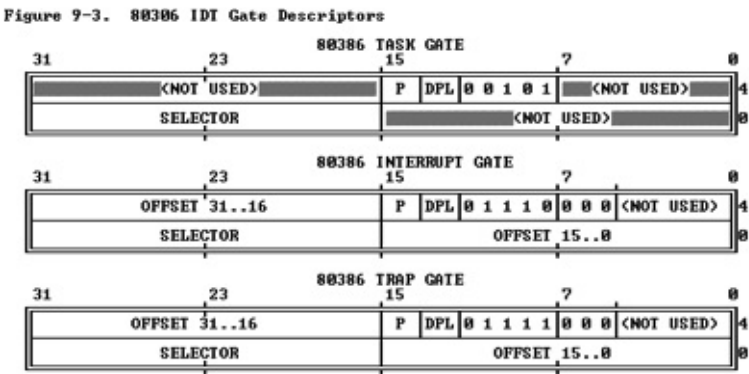 Figure 9-3. 80306 IDT Gate Descriptors
80386 TASK GATE
31 23 15 7 0
(NOT USED) P DPL 0 0 1 0 1 (NOT USED) 4
SELECTOR (NOT USED) 0
80386 INTERRUPT GATE
31 23 15 7 0
OFFSET 31..16 P DPL 0 1 1 1 0 0 0 0 (NOT USED) 4
SELECTOR OFFSET 15..0 0
80386 TRAP GATE
31 23 15 7 0
OFFSET 31..16 P DPL 0 1 1 1 1 0 0 0 (NOT USED) 4
SELECTOR OFFSET 15..0 0